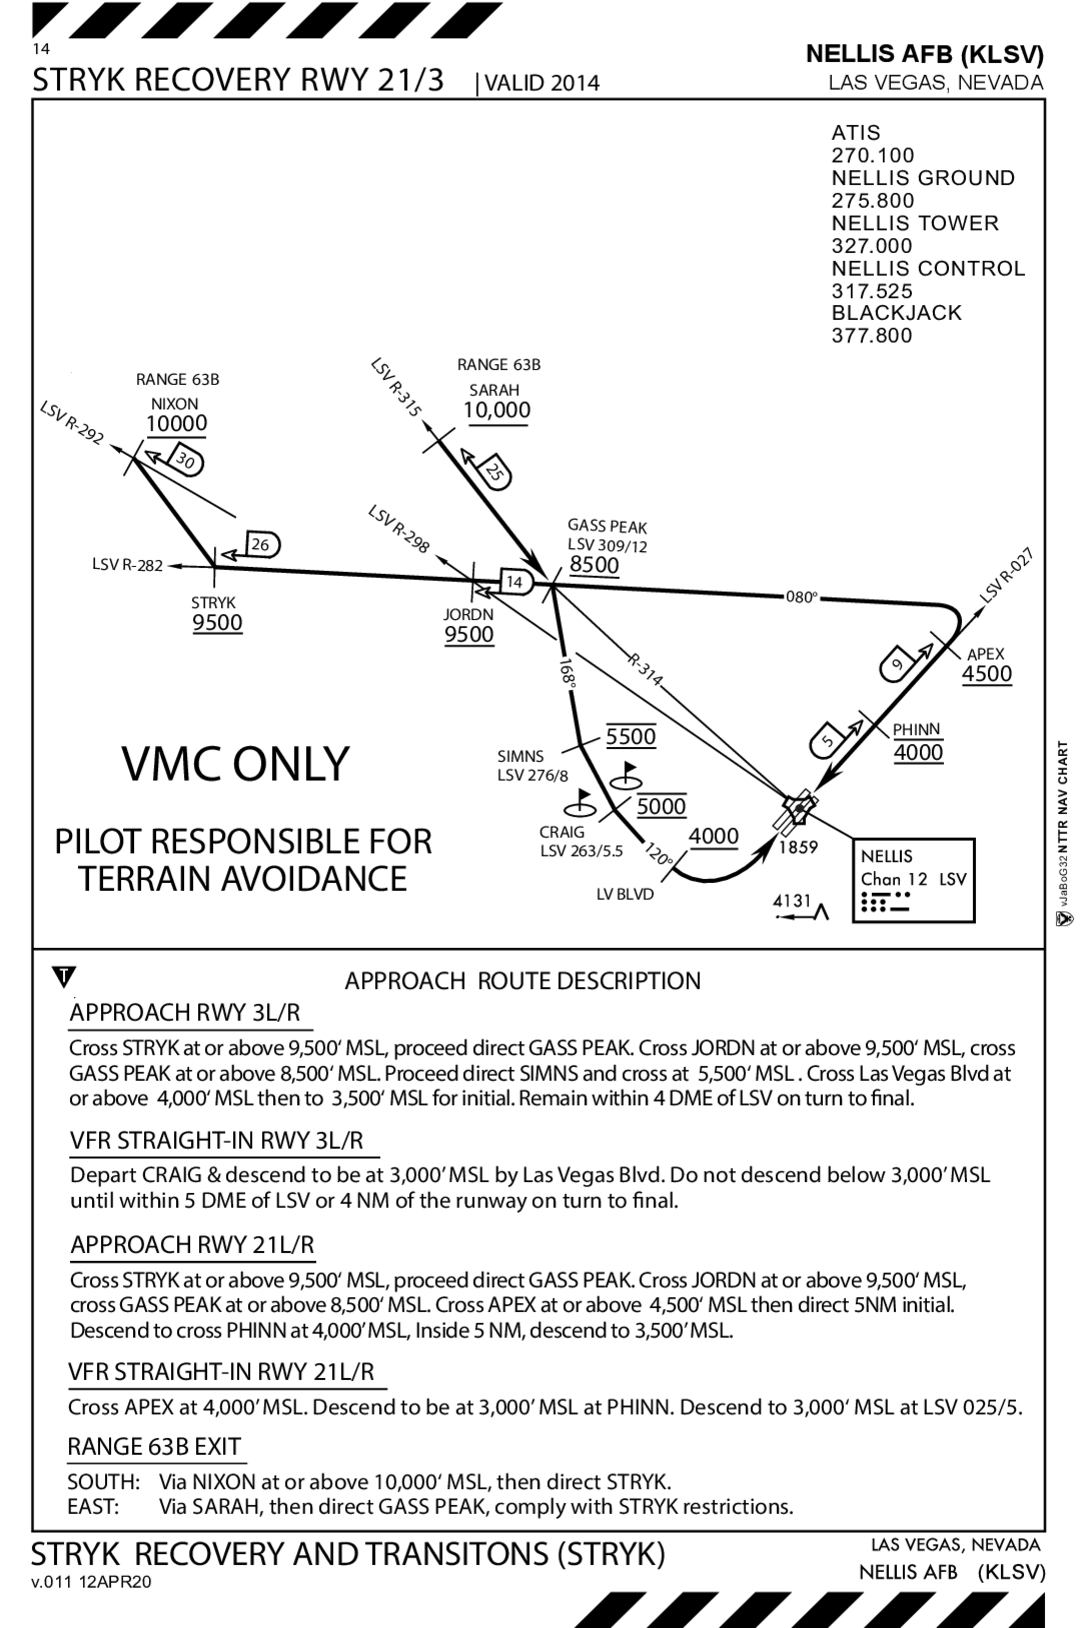 14
NELLIS AFB (KLSV)
STRYK RECOVERY RWY 21/3 | VALID 2014
LAS VEGAS, NEVADA
ATIS
270.100
NELLIS GROUND
275.800
NELLIS TOWER
327.000
NELLIS CONTROL
317.525
BLACKJACK
377.800
RANGE 63B
NIXON
10000
LSV R-292
30
RANGE 63B
SARAH
10,000
LSV R-315
25
LSV R-282
26
STRYK
9500
LSV R-298
14
JORDN
9500
GASS PEAK
LSV 309/12
8500
080°
LSV R-027
9
APEX
4500
168°
R-314
5
PHINN
4000
SIMNS
LSV 276/8
5500
CRAIG
LSV 263/5.5
5000
120°
4000
LV BLVD
1859
4131
NELLIS
Chan 12 LSV
VMC ONLY
PILOT RESPONSIBLE FOR
TERRAIN AVOIDANCE
vJaBoG32 NTTR NAV CHART
T
APPROACH ROUTE DESCRIPTION
APPROACH RWY 3L/R
Cross STRYK at or above 9,500‘ MSL, proceed direct GASS PEAK. Cross JORDN at or above 9,500‘ MSL, cross
GASS PEAK at or above 8,500‘ MSL. Proceed direct SIMNS and cross at 5,500‘ MSL . Cross Las Vegas Blvd at
or above 4,000‘ MSL then to 3,500‘ MSL for initial. Remain within 4 DME of LSV on turn to final.
VFR STRAIGHT-IN RWY 3L/R
Depart CRAIG & descend to be at 3,000’ MSL by Las Vegas Blvd. Do not descend below 3,000’ MSL
until within 5 DME of LSV or 4 NM of the runway on turn to final.
APPROACH RWY 21L/R
Cross STRYK at or above 9,500‘ MSL, proceed direct GASS PEAK. Cross JORDN at or above 9,500‘ MSL,
cross GASS PEAK at or above 8,500‘ MSL. Cross APEX at or above 4,500‘ MSL then direct 5NM initial.
Descend to cross PHINN at 4,000’ MSL, Inside 5 NM, descend to 3,500’ MSL.
VFR STRAIGHT-IN RWY 21L/R
Cross APEX at 4,000’ MSL. Descend to be at 3,000’ MSL at PHINN. Descend to 3,000‘ MSL at LSV 025/5.
RANGE 63B EXIT
SOUTH: Via NIXON at or above 10,000‘ MSL, then direct STRYK.
EAST: Via SARAH, then direct GASS PEAK, comply with STRYK restrictions.
STRYK RECOVERY AND TRANSITONS (STRYK)
LAS VEGAS, NEVADA
NELLIS AFB (KLSV)
v.011 12APR20